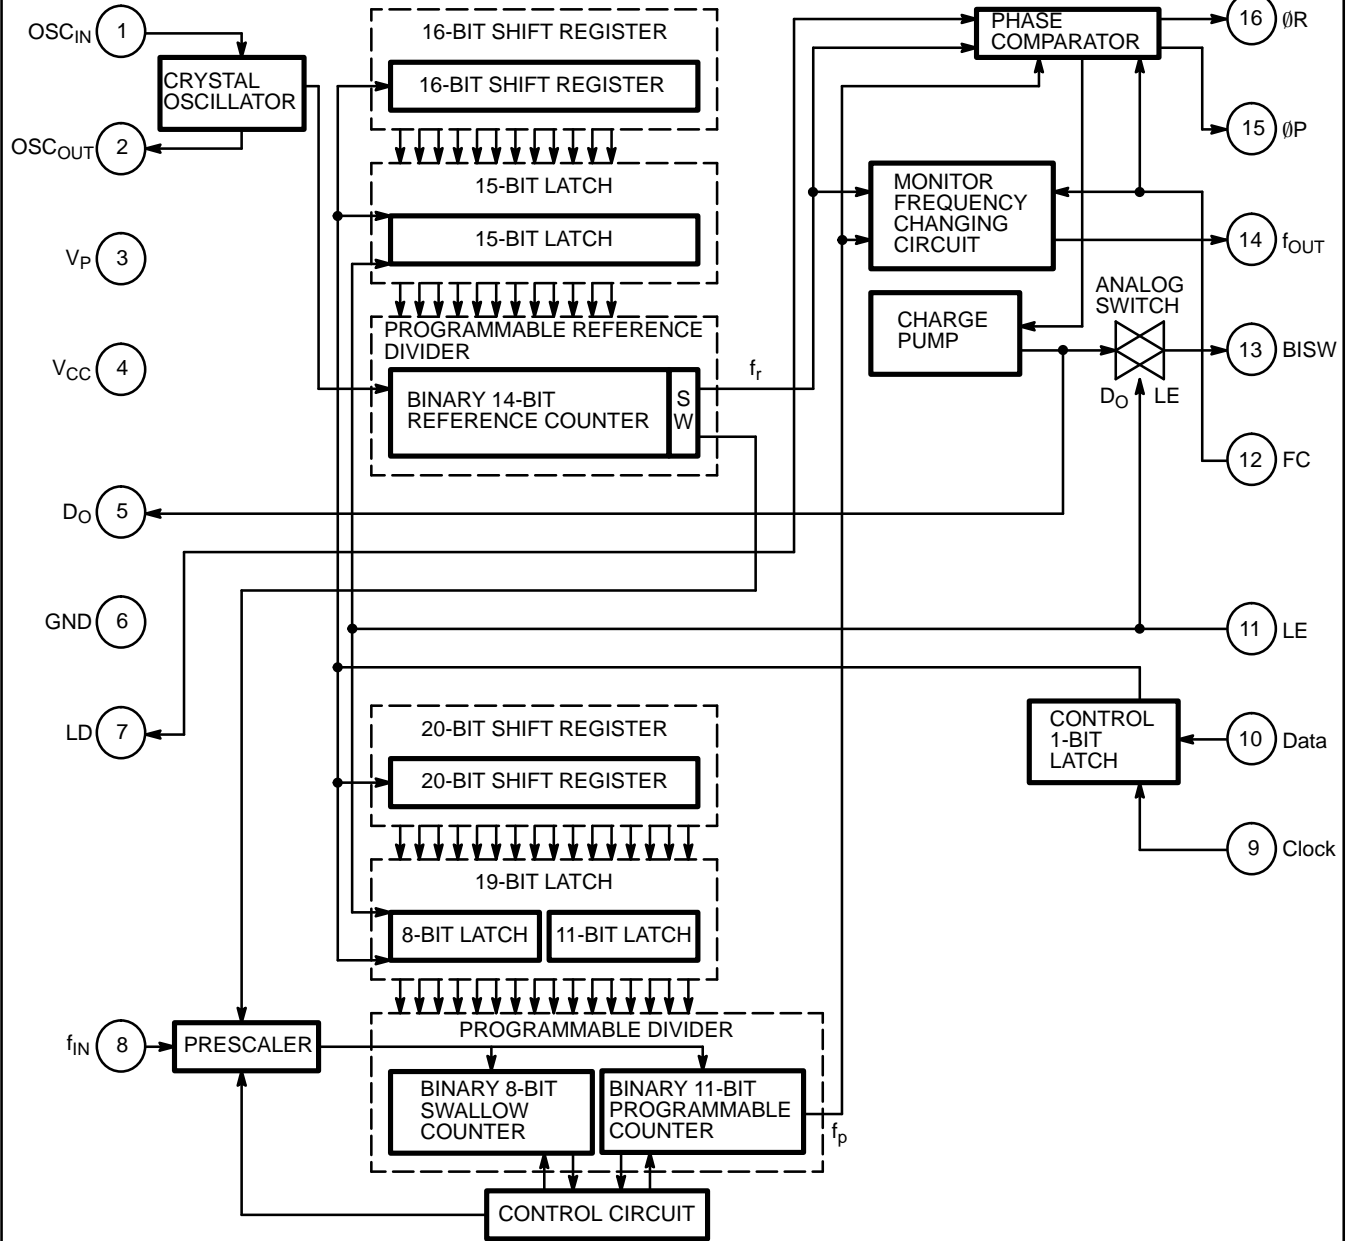 OSCIN 1
CRYSTAL
OSCILLATOR
OSCOUT 2
VP 3
VCC 4
DO 5
GND 6
LD 7
fIN 8
PRESCALER
16-BIT SHIFT REGISTER
16-BIT SHIFT REGISTER
15-BIT LATCH
15-BIT LATCH
PROGRAMMABLE REFERENCE
DIVIDER
BINARY 14-BIT
REFERENCE COUNTER
S
W
fr
20-BIT SHIFT REGISTER
20-BIT SHIFT REGISTER
19-BIT LATCH
8-BIT LATCH
11-BIT LATCH
PROGRAMMABLE DIVIDER
BINARY 8-BIT
SWALLOW
COUNTER
BINARY 11-BIT
PROGRAMMABLE
COUNTER
fp
CONTROL CIRCUIT
PHASE
COMPARATOR
MONITOR
FREQUENCY
CHANGING
CIRCUIT
CHARGE
PUMP
ANALOG
SWITCH
DO LE
CONTROL
1-BIT
LATCH
16 ØR
15 ØP
14 fOUT
13 BISW
12 FC
11 LE
10 Data
9 Clock